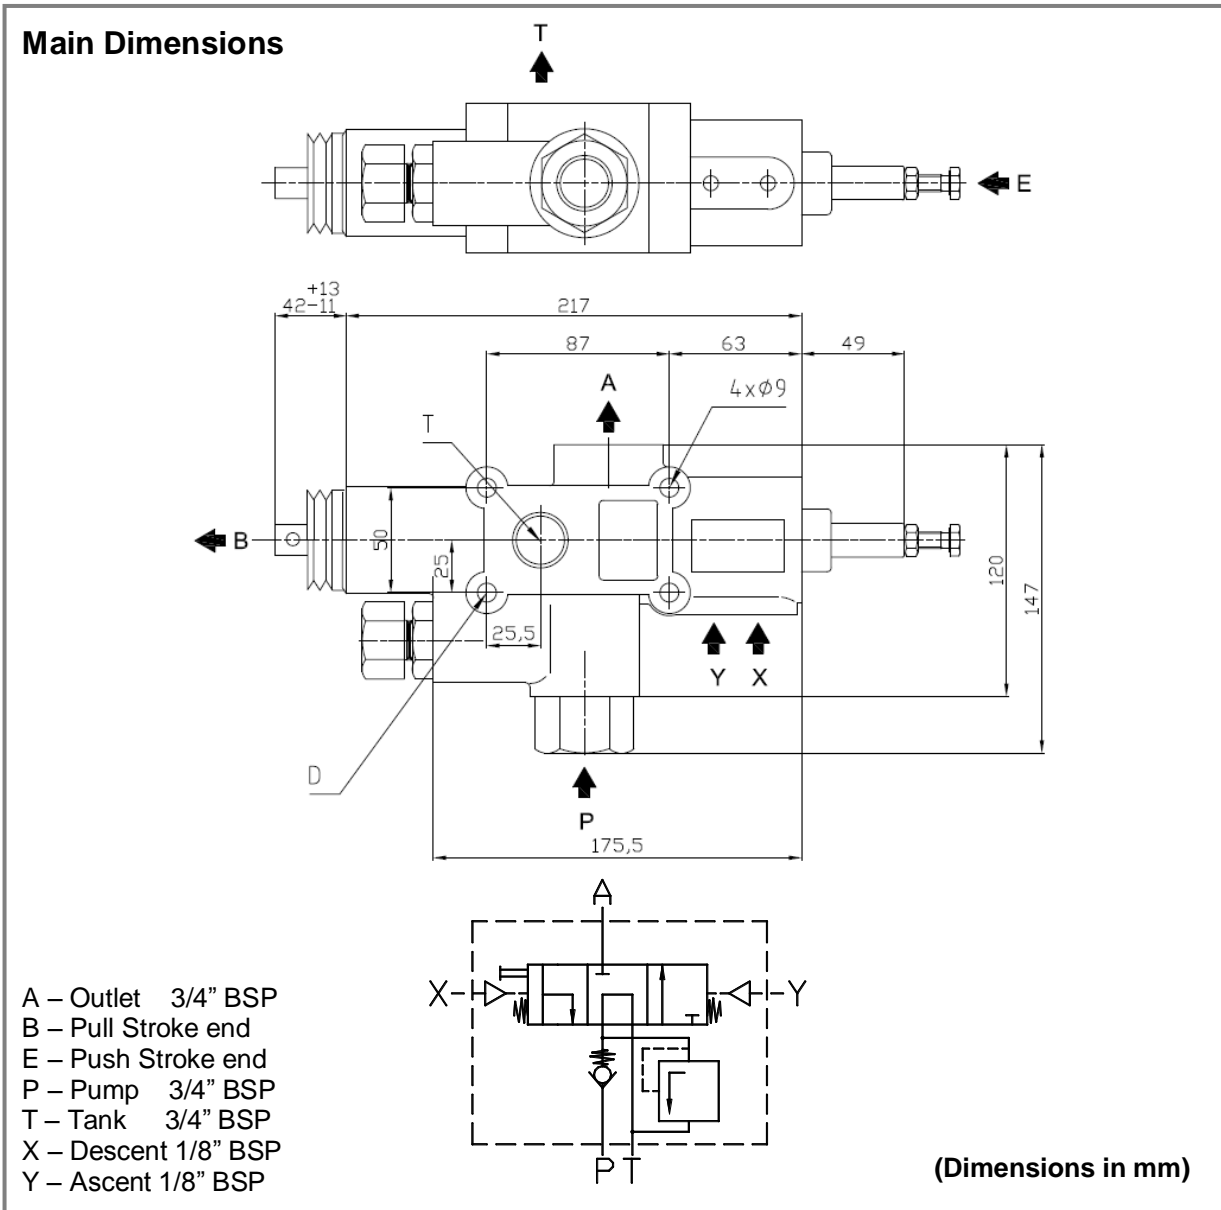 Main Dimensions
T
E
+13
42-11
217
87
63
49
A
4xΦ9
T
B
50
25
25,5
120
147
Y
X
D
P
175,5
A
X
Y
P T
A – Outlet 3/4” BSP
B – Pull Stroke end
E – Push Stroke end
P – Pump 3/4” BSP
T – Tank 3/4” BSP
X – Descent 1/8” BSP
Y – Ascent 1/8” BSP
(Dimensions in mm)